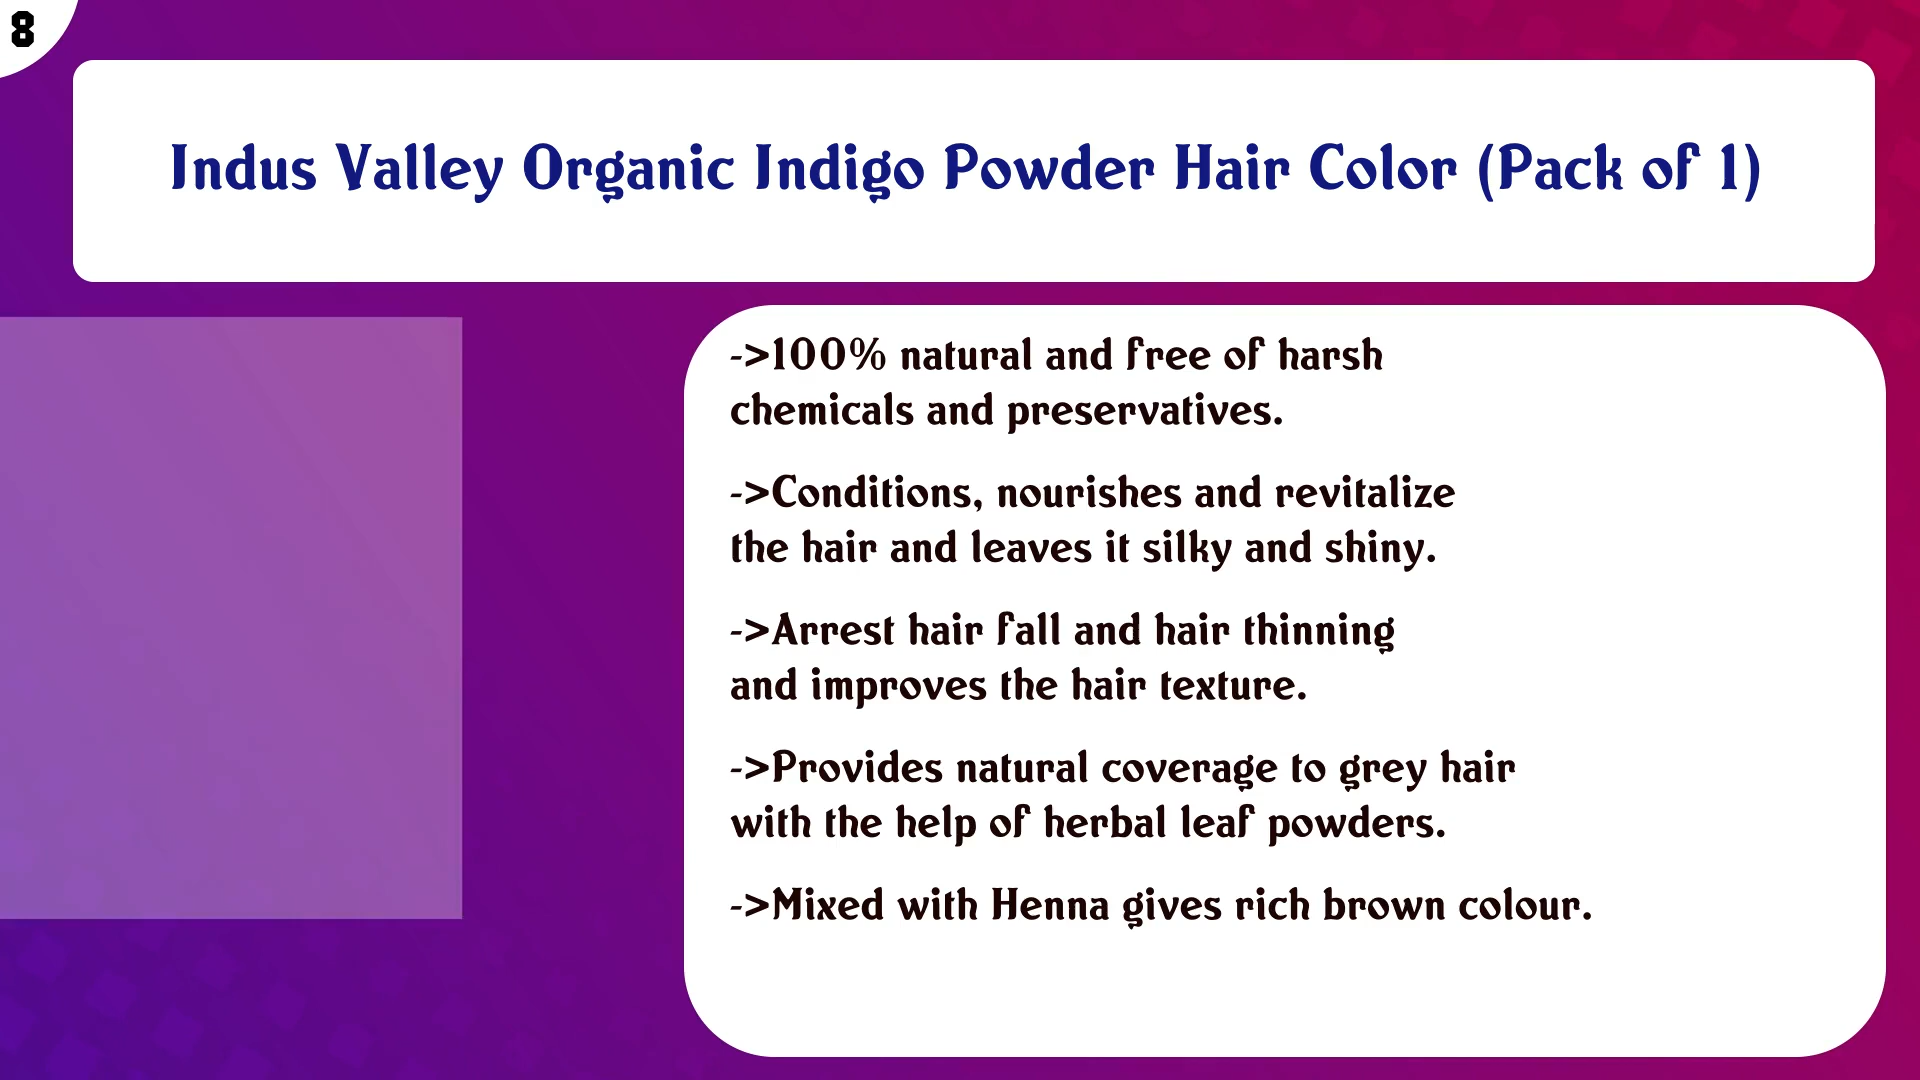 8
Indus Valley Organic Indigo Powder Hair Color (Pack of 1)
->100% natural and free of harsh
chemicals and preservatives.
->Conditions, nourishes and revitalize
the hair and leaves it silky and shiny.
->Arrest hair fall and hair thinning
and improves the hair texture.
->Provides natural coverage to grey hair
with the help of herbal leaf powders.
->Mixed with Henna gives rich brown colour.